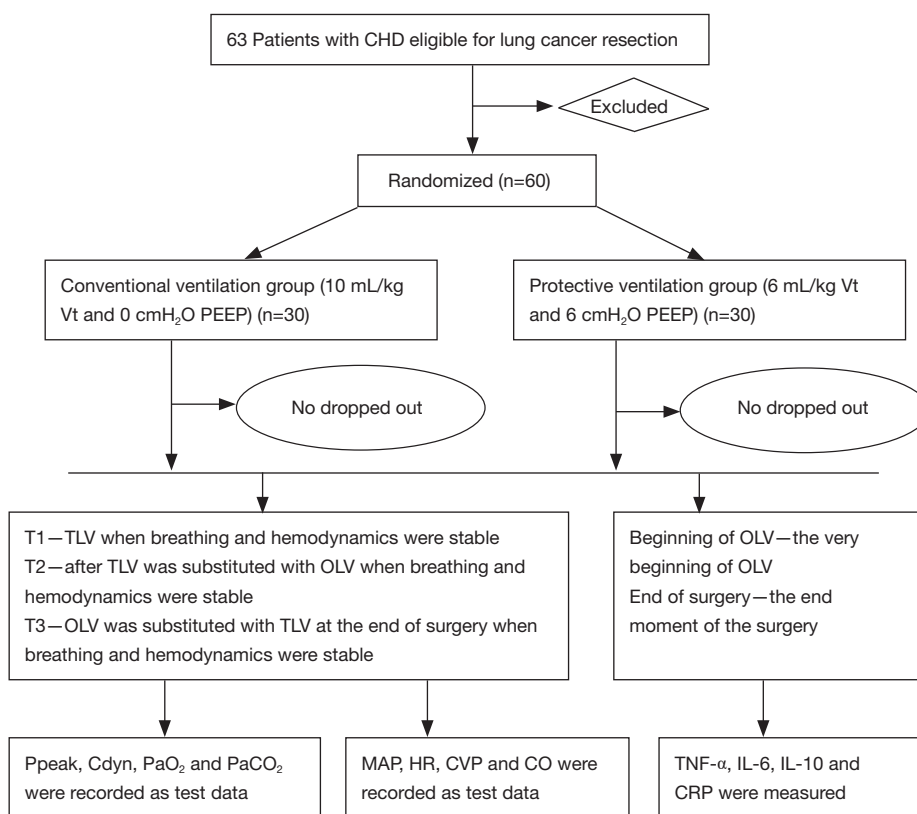 63 Patients with CHD eligible for lung cancer resection
Excluded
Randomized (n=60)
Conventional ventilation group (10 mL/kg
Vt and 0 cmH₂O PEEP) (n=30)
Protective ventilation group (6 mL/kg Vt
and 6 cmH₂O PEEP) (n=30)
No dropped out
No dropped out
T1—TLV when breathing and hemodynamics were stable
T2—after TLV was substituted with OLV when breathing and
hemodynamics were stable
T3—OLV was substituted with TLV at the end of surgery when
breathing and hemodynamics were stable
Beginning of OLV—the very
beginning of OLV
End of surgery—the end
moment of the surgery
Ppeak, Cdyn, PaO₂ and PaCO₂
were recorded as test data
MAP, HR, CVP and CO were
recorded as test data
TNF-α, IL-6, IL-10 and
CRP were measured